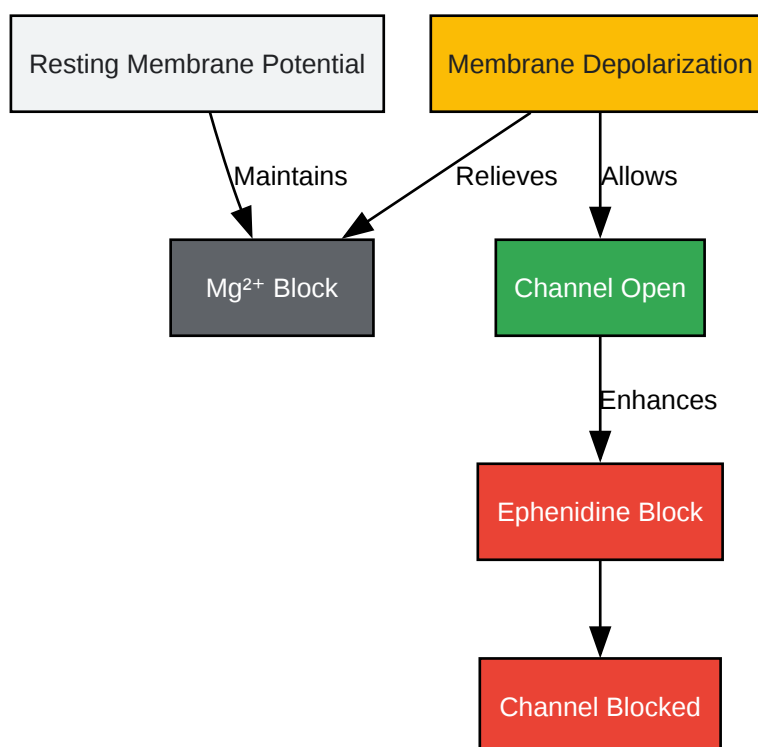 Resting Membrane Potential
Membrane Depolarization
Maintains
Relieves
Allows
Mg²⁺ Block
Channel Open
Enhances
Ephenidine Block
Channel Blocked